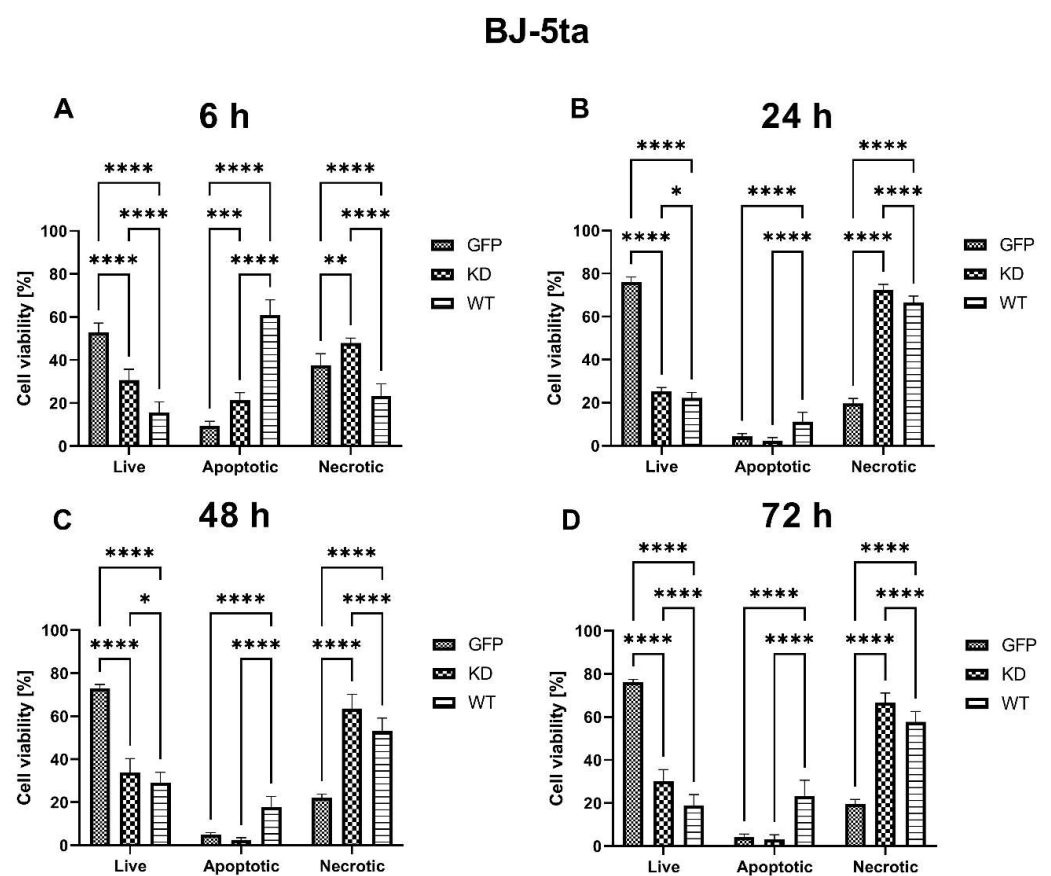 BJ-5ta
A
6 h
****
****
****
****
***
****
****
****
**
Cell viability [%]
100
80
60
40
20
0
Live
Apoptotic
Necrotic
GFP
KD
WT
B
24 h
****
*
****
****
****
****
****
****
Cell viability [%]
100
80
60
40
20
0
Live
Apoptotic
Necrotic
GFP
KD
WT
C
48 h
****
*
****
****
****
****
****
****
Cell viability [%]
100
80
60
40
20
0
Live
Apoptotic
Necrotic
GFP
KD
WT
D
72 h
****
****
****
****
****
****
****
****
Cell viability [%]
100
80
60
40
20
0
Live
Apoptotic
Necrotic
GFP
KD
WT